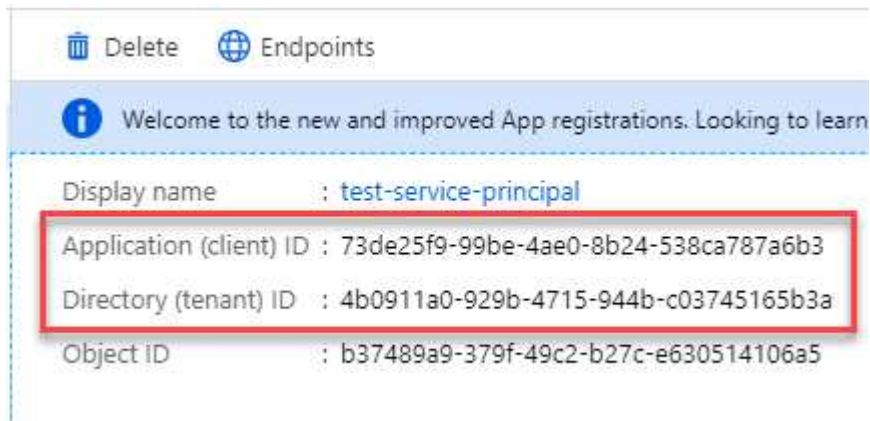 Delete Endpoints
Welcome to the new and improved App registrations. Looking to learn
Display name : test-service-principal
Application (client) ID : 73de25f9-99be-4ae0-8b24-538ca787a6b3
Directory (tenant) ID : 4b0911a0-929b-4715-944b-c03745165b3a
Object ID : b37489a9-379f-49c2-b27c-e630514106a5